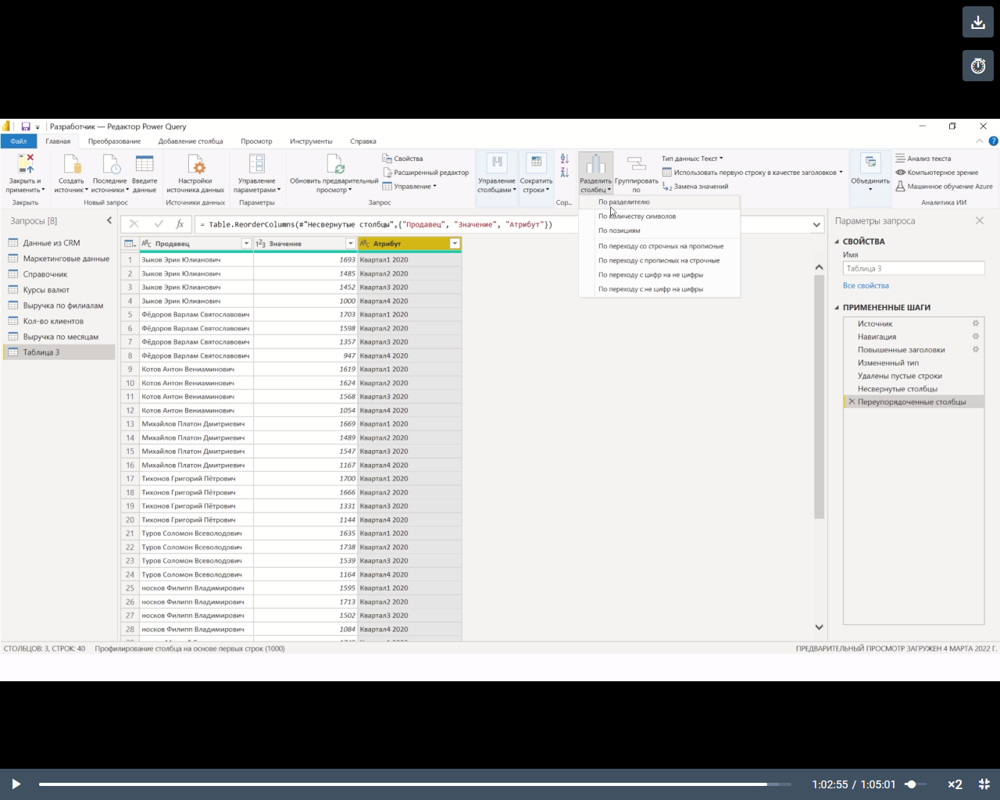 Разработчик — Редактор Power Query
Файл Главная Преобразование Добавление столбца Просмотр Инструменты Справка
Закрыть и применить
Создать источник
Последние источники
Введите данные
Настройки источника данных
Управление параметрами
Обновить предварительный просмотр
Свойства
Расширенный редактор
Управление
Управление столбцами
Сократить строки
Разделить столбец
Группировать по
Тип данных: Текст
Использовать первую строку в качестве заголовков
Замена значений
Объединить
Анализ текста
Компьютерное зрение
Машинное обучение Azure
Закрыть Новый запрос Источники данных Параметры Запрос Сор... Аналитика ИИ
По разделителю
По количеству символов
По позициям
По переходу со строчных на прописные
По переходу с прописных на строчные
По переходу с цифр на не цифры
По переходу с не цифр на цифры
Запросы [8]
Данные из CRM
Маркетинговые данные
Справочник
Курсы валют
Выручка по филиалам
Кол-во клиентов
Выручка по месяцам
Таблица 3
= Table.ReorderColumns(#"Несвернутые столбцы",{"Продавец", "Значение", "Атрибут"})
Продавец Значение Атрибут
1 Зыков Эрик Юлианович 1693 Квартал1 2020
2 Зыков Эрик Юлианович 1485 Квартал2 2020
3 Зыков Эрик Юлианович 1452 Квартал3 2020
4 Зыков Эрик Юлианович 1000 Квартал4 2020
5 Фёдоров Варлам Святославович 1703 Квартал1 2020
6 Фёдоров Варлам Святославович 1598 Квартал2 2020
7 Фёдоров Варлам Святославович 1357 Квартал3 2020
8 Фёдоров Варлам Святославович 947 Квартал4 2020
9 Котов Антон Вениаминович 1619 Квартал1 2020
10 Котов Антон Вениаминович 1624 Квартал2 2020
11 Котов Антон Вениаминович 1568 Квартал3 2020
12 Котов Антон Вениаминович 1054 Квартал4 2020
13 Михайлов Платон Дмитриевич 1669 Квартал1 2020
14 Михайлов Платон Дмитриевич 1489 Квартал2 2020
15 Михайлов Платон Дмитриевич 1547 Квартал3 2020
16 Михайлов Платон Дмитриевич 1167 Квартал4 2020
17 Тихонов Григорий Пётрович 1700 Квартал1 2020
18 Тихонов Григорий Пётрович 1666 Квартал2 2020
19 Тихонов Григорий Пётрович 1331 Квартал3 2020
20 Тихонов Григорий Пётрович 1144 Квартал4 2020
21 Туров Соломон Всеволодович 1635 Квартал1 2020
22 Туров Соломон Всеволодович 1738 Квартал2 2020
23 Туров Соломон Всеволодович 1539 Квартал3 2020
24 Туров Соломон Всеволодович 1164 Квартал4 2020
25 носков Филипп Владимирович 1595 Квартал1 2020
26 носков Филипп Владимирович 1713 Квартал2 2020
27 носков Филипп Владимирович 1502 Квартал3 2020
28 носков Филипп Владимирович 1084 Квартал4 2020
Параметры запроса
СВОЙСТВА
Имя
Таблица 3
Все свойства
ПРИМЕНЕННЫЕ ШАГИ
Источник
Навигация
Повышенные заголовки
Измененный тип
Удалены пустые строки
Несвернутые столбцы
Переупорядоченные столбцы
СТОЛБЦОВ: 3, СТРОК: 40 Профилирование столбца на основе первых строк (1000)
ПРЕДВАРИТЕЛЬНЫЙ ПРОСМОТР ЗАГРУЖЕН 4 МАРТА 2022 Г.
1:02:55 / 1:05:01 ×2